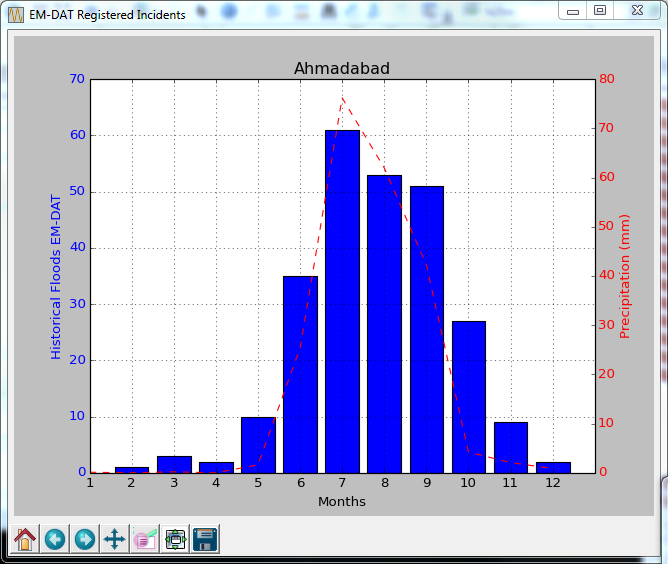 EM-DAT Registered Incidents
Ahmadabad
70
60
50
40
30
20
10
0
Historical Floods EM-DAT
80
70
60
50
40
30
20
10
0
Precipitation (mm)
1 2 3 4 5 6 7 8 9 10 11 12
Months